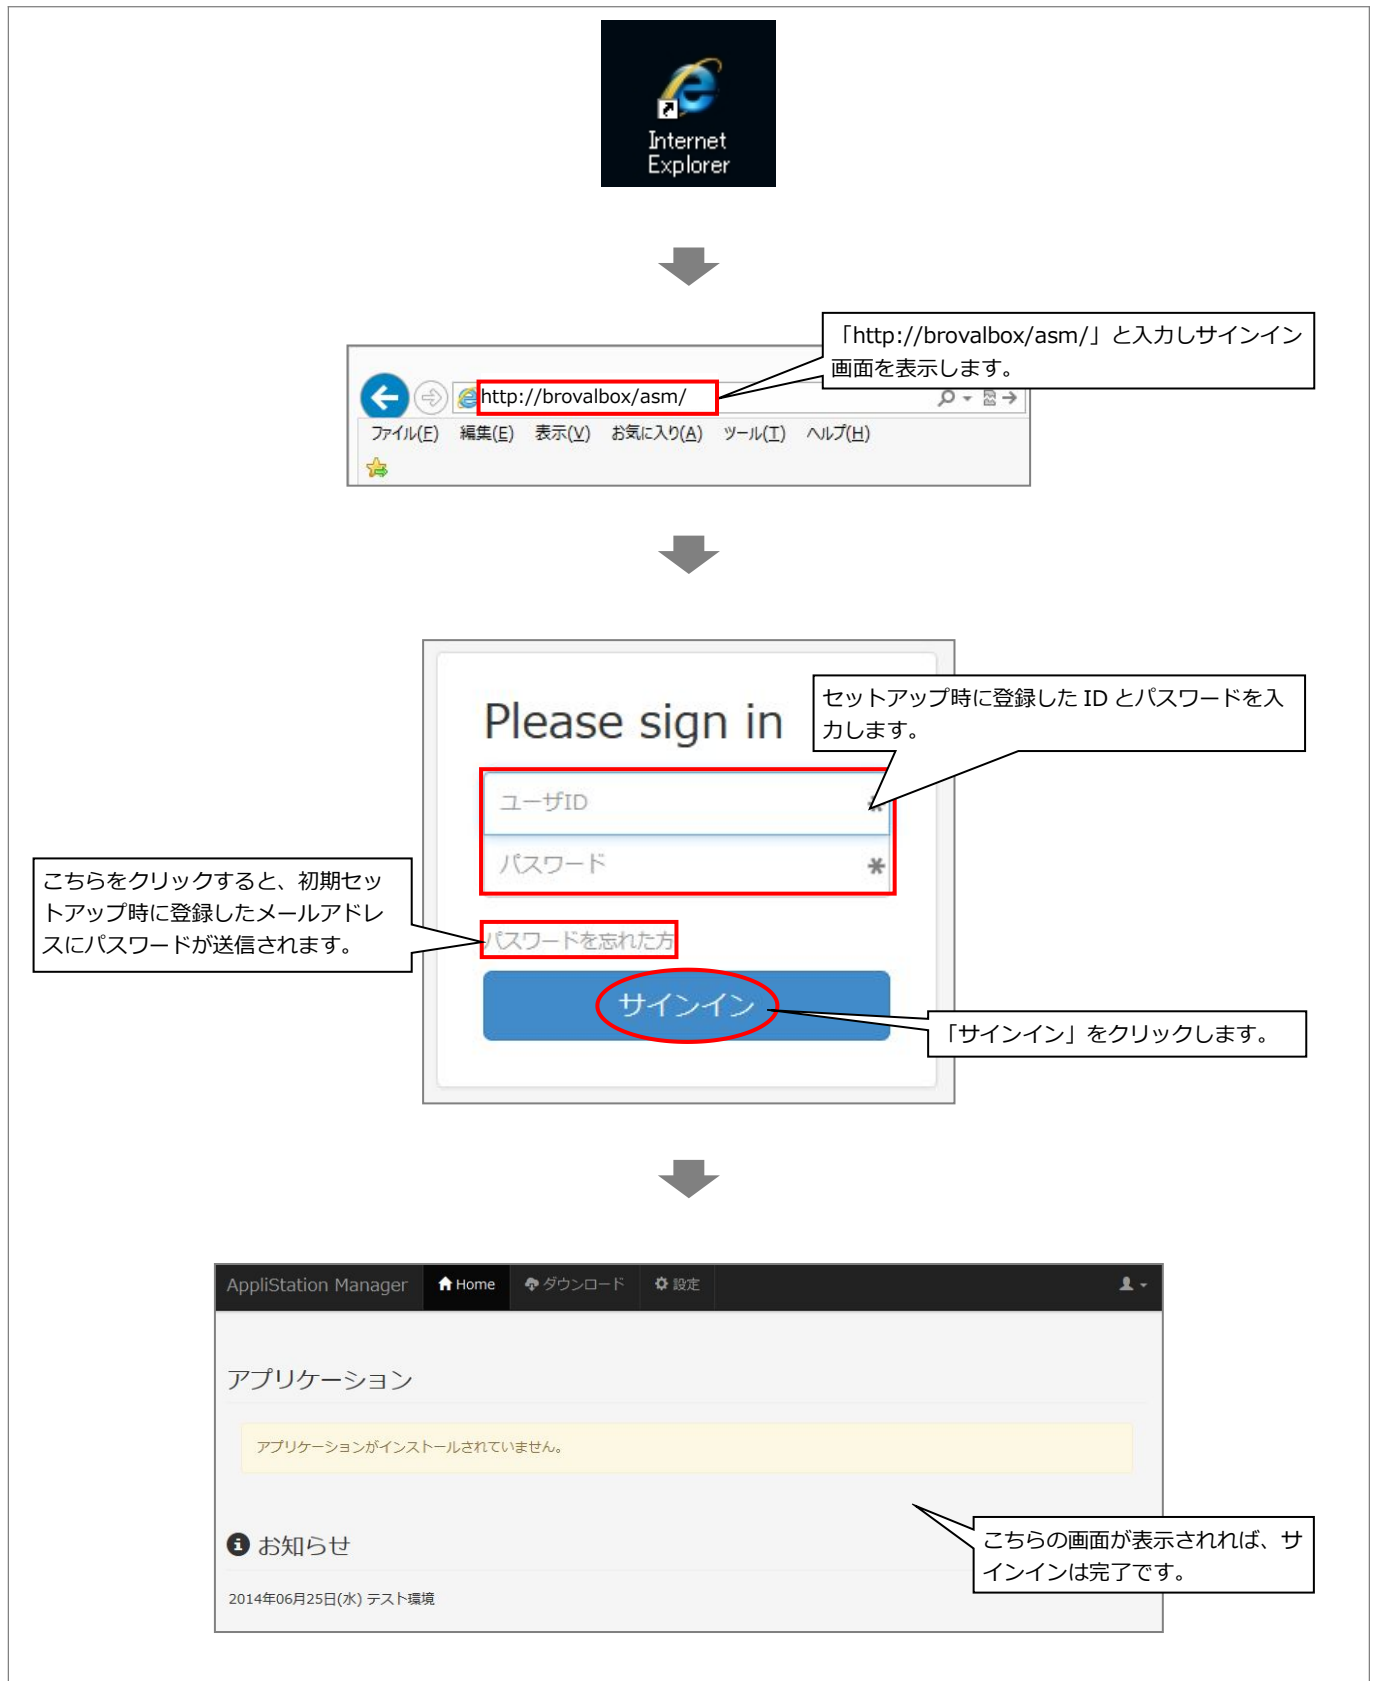 Internet
Explorer
「http://brovalbox/asm/」と入力しサインイン
画面を表示します。
http://brovalbox/asm/
ファイル(F) 編集(E) 表示(V) お気に入り(A) ツール(T) ヘルプ(H)
Please sign in
セットアップ時に登録した ID とパスワードを入
力します。
ユーザID
パスワード
こちらをクリックすると、初期セッ
トアップ時に登録したメールアドレ
スにパスワードが送信されます。
パスワードを忘れた方
サインイン
「サインイン」をクリックします。
AppliStation Manager Home ダウンロード 設定
アプリケーション
アプリケーションがインストールされていません。
お知らせ
こちらの画面が表示されれば、サ
インインは完了です。
2014年06月25日(水) テスト環境